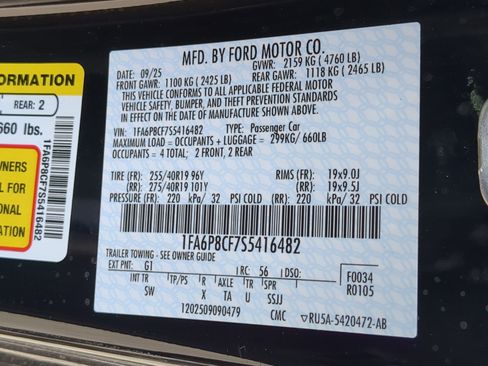 FORMATION
REAR: 2
660 lbs.
WNERS
L FOR
ONAL
ON
1FA6P8CF7S5416482
MFD. BY FORD MOTOR CO.
DATE: 09/25 GVWR: 2159 KG ( 4760 LB)
FRONT GAWR: 1100 KG ( 2425 LB) REAR GAWR: 1118 KG ( 2465 LB)
THIS VEHICLE CONFORMS TO ALL APPLICABLE FEDERAL MOTOR
VEHICLE SAFETY, BUMPER, AND THEFT PREVENTION STANDARDS
IN EFFECT ON THE DATE OF MANUFACTURE SHOWN ABOVE.
VIN: 1FA6P8CF7S5416482 TYPE: Passenger Car
MAXIMUM LOAD = OCCUPANTS + LUGGAGE = 299KG/ 660LB
OCCUPANTS = 4 TOTAL; 2 FRONT, 2 REAR
TIRE (FR): 255/40R19 96Y RIMS (FR): 19x9.0J
(RR): 275/40R19 101Y (RR): 19x9.5J
PRESSURE (FR): 220 kPa/ 32 PSI COLD (RR): 220 kPa/ 32 PSI COLD
1FA6P8CF7S5416482
TRAILER TOWING - SEE OWNER GUIDE
EXT PNT: G1 RC: 56 DSO:
INT TR TP/PS R AXLE TR SPR
SW X TA U SSJJ
F0034
R0105
1202509090479 CMC RU5A-5420472-AB